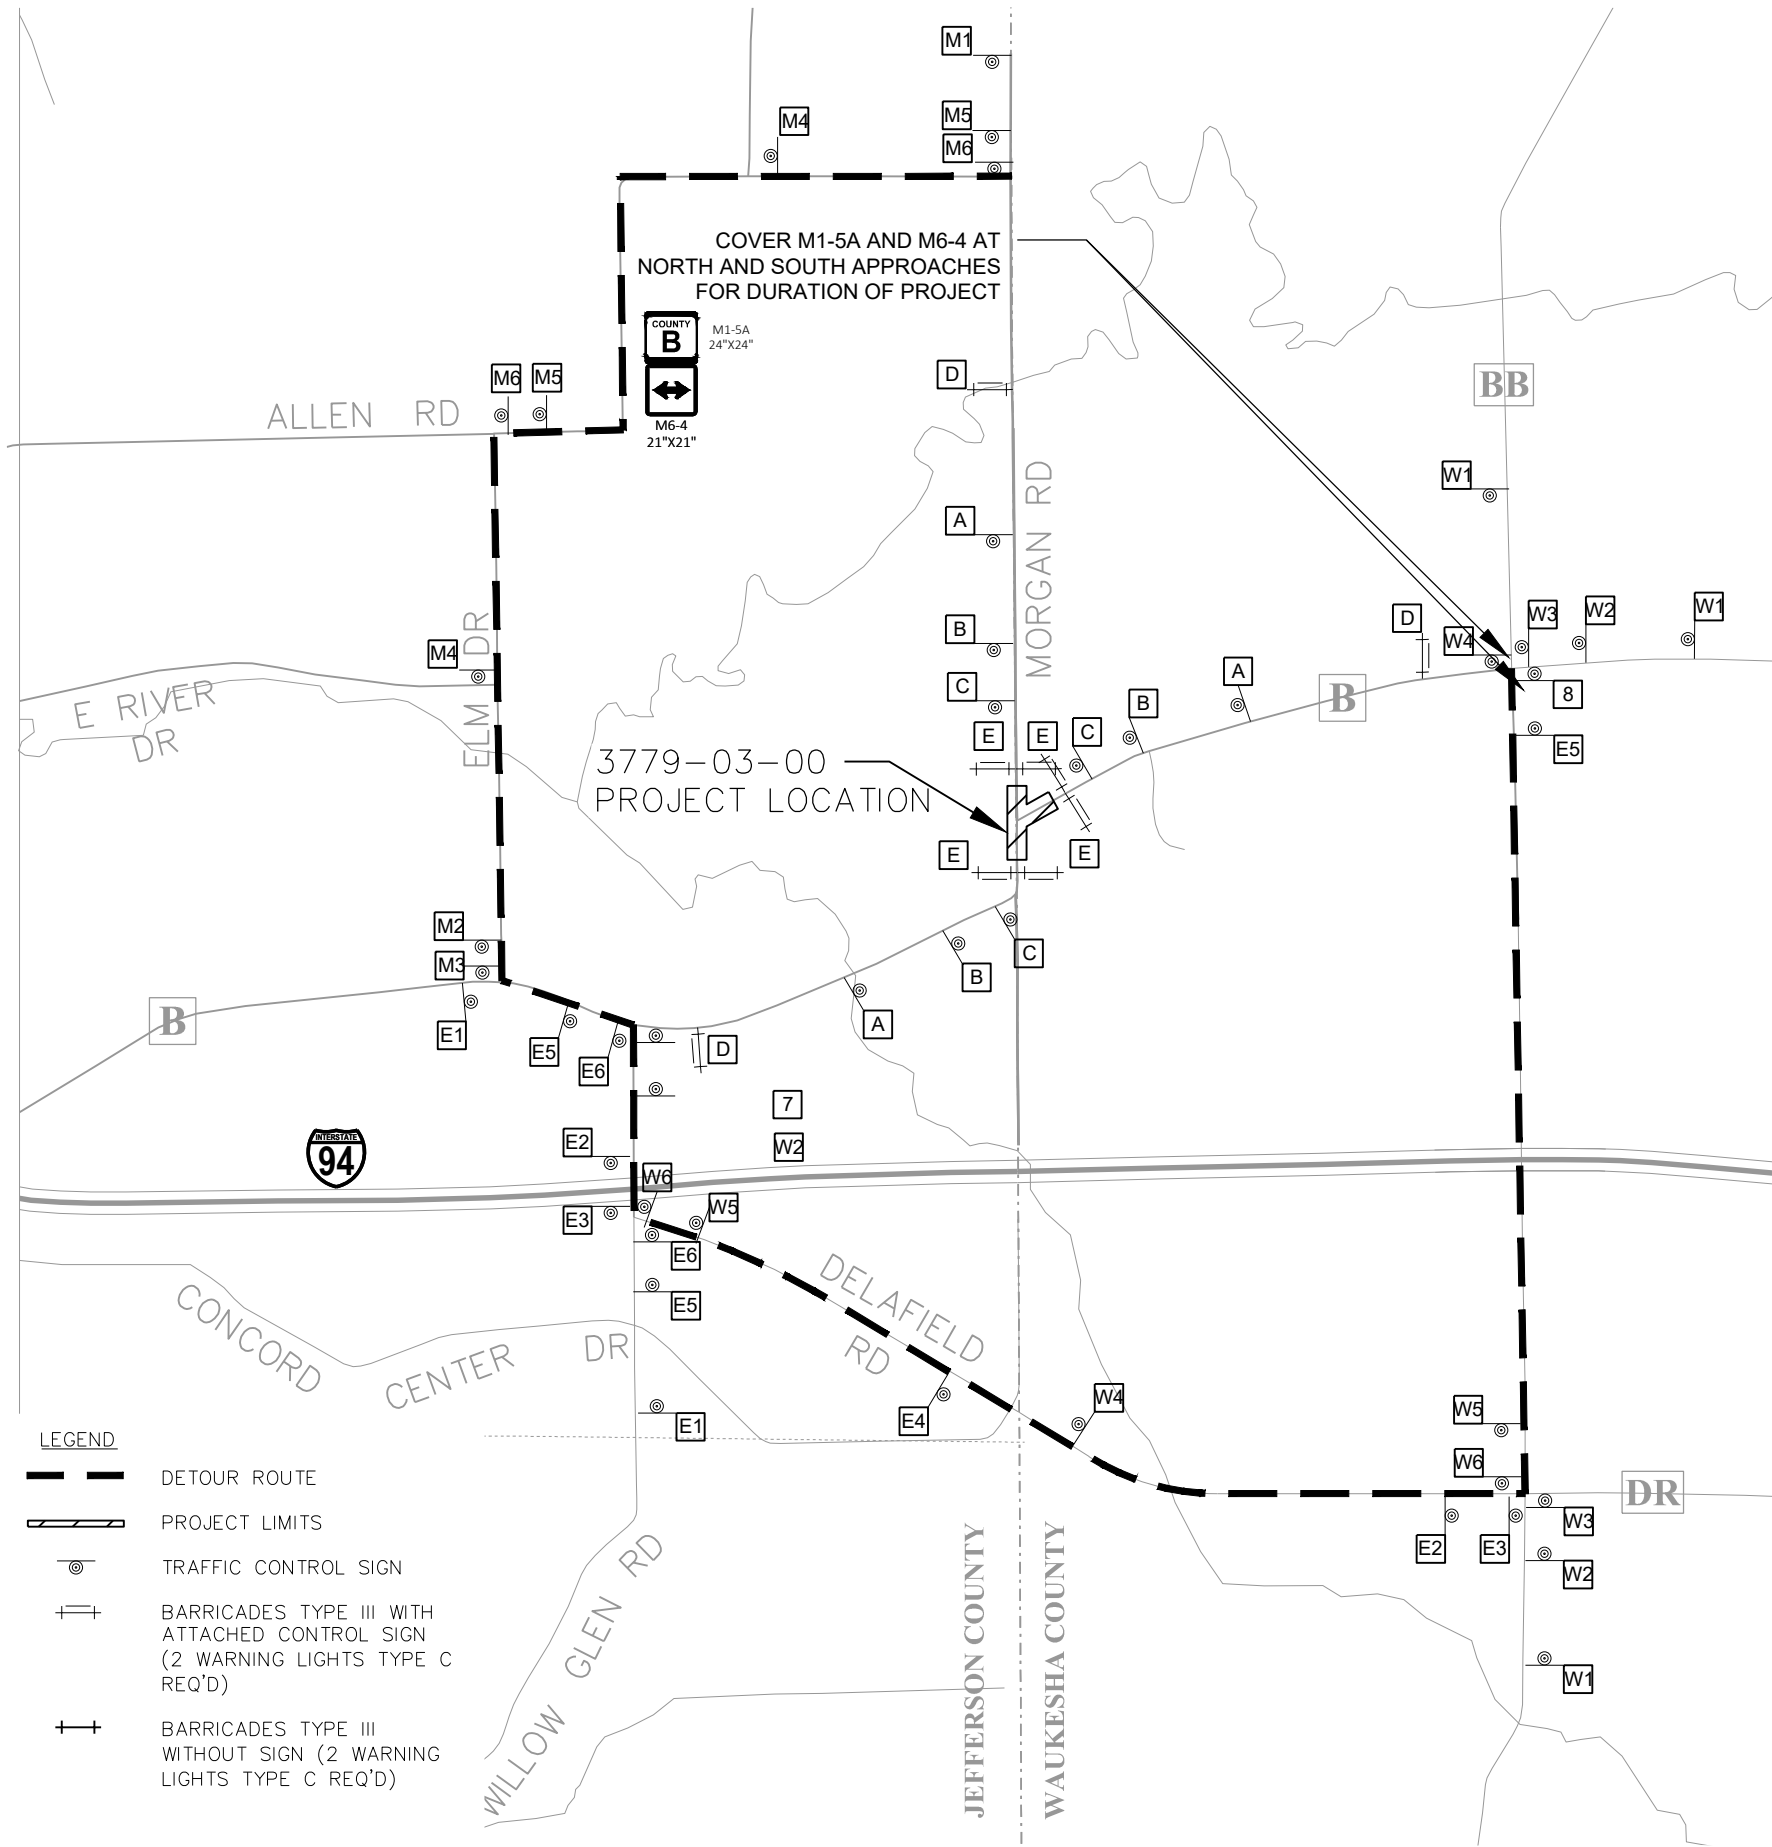 M1
M5
M4
M6
COVER M1-5A AND M6-4 AT
NORTH AND SOUTH APPROACHES
FOR DURATION OF PROJECT
COUNTY
B
M1-5A
24"X24"
M6-4
21"X21"
M6
M5
D
BB
ALLEN RD
MORGAN RD
W1
A
B
C
E
E
C
B
A
D
W4
W3
W2
W1
B
8
E5
M4
ELM DR
E RIVER
DR
3779-03-00
PROJECT LOCATION
E
E
M2
M3
C
B
A
B
E1
E5
E6
D
7
W2
E2
INTERSTATE
94
W6
W5
E3
E6
E5
DELAFIELD
RD
CONCORD
CENTER DR
E1
E4
W4
W5
W6
DR
E2
E3
W3
W2
W1
LEGEND
DETOUR ROUTE
PROJECT LIMITS
TRAFFIC CONTROL SIGN
BARRICADES TYPE III WITH
ATTACHED CONTROL SIGN
(2 WARNING LIGHTS TYPE C
REQ'D)
BARRICADES TYPE III
WITHOUT SIGN (2 WARNING
LIGHTS TYPE C REQ'D)
WILLOW GLEN RD
JEFFERSON COUNTY
WAUKESHA COUNTY